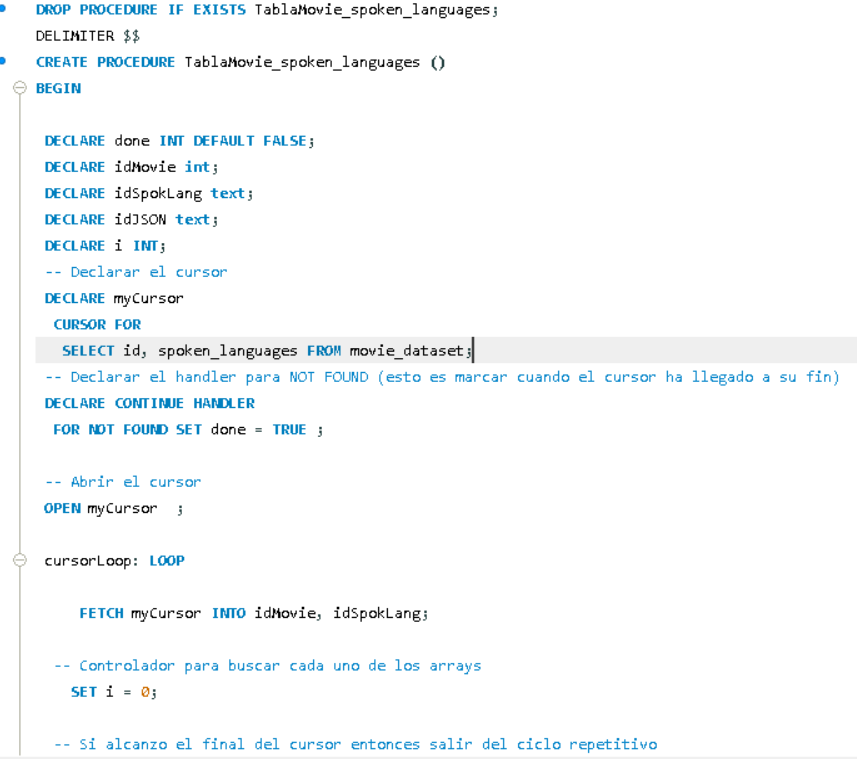 DROP PROCEDURE IF EXISTS TablaMovie_spoken_languages;
DELIMITER $$
CREATE PROCEDURE TablaMovie_spoken_languages ()
BEGIN
DECLARE done INT DEFAULT FALSE;
DECLARE idMovie int;
DECLARE idSpokLang text;
DECLARE idJSON text;
DECLARE i INT;
-- Declarar el cursor
DECLARE myCursor
CURSOR FOR
SELECT id, spoken_languages FROM movie_dataset;
-- Declarar el handler para NOT FOUND (esto es marcar cuando el cursor ha llegado a su fin)
DECLARE CONTINUE HANDLER
FOR NOT FOUND SET done = TRUE ;
-- Abrir el cursor
OPEN myCursor ;
cursorLoop: LOOP
FETCH myCursor INTO idMovie, idSpokLang;
-- Controlador para buscar cada uno de los arrays
SET i = 0;
-- Si alcanzo el final del cursor entonces salir del ciclo repetitivo